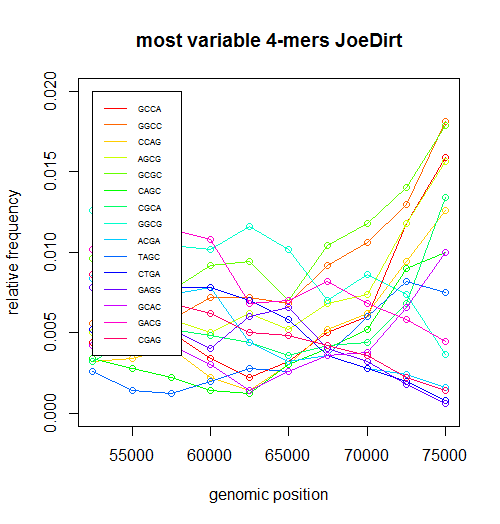 most variable 4-mers JoeDirt
relative frequency
0.020
0.015
0.010
0.005
0.000
GCCA
GGCC
CCAG
AGCG
GCGC
CAGC
CGCA
GGCG
ACGA
TAGC
CTGA
GAGG
GCAC
GACG
CGAG
55000 60000 65000 70000 75000
genomic position